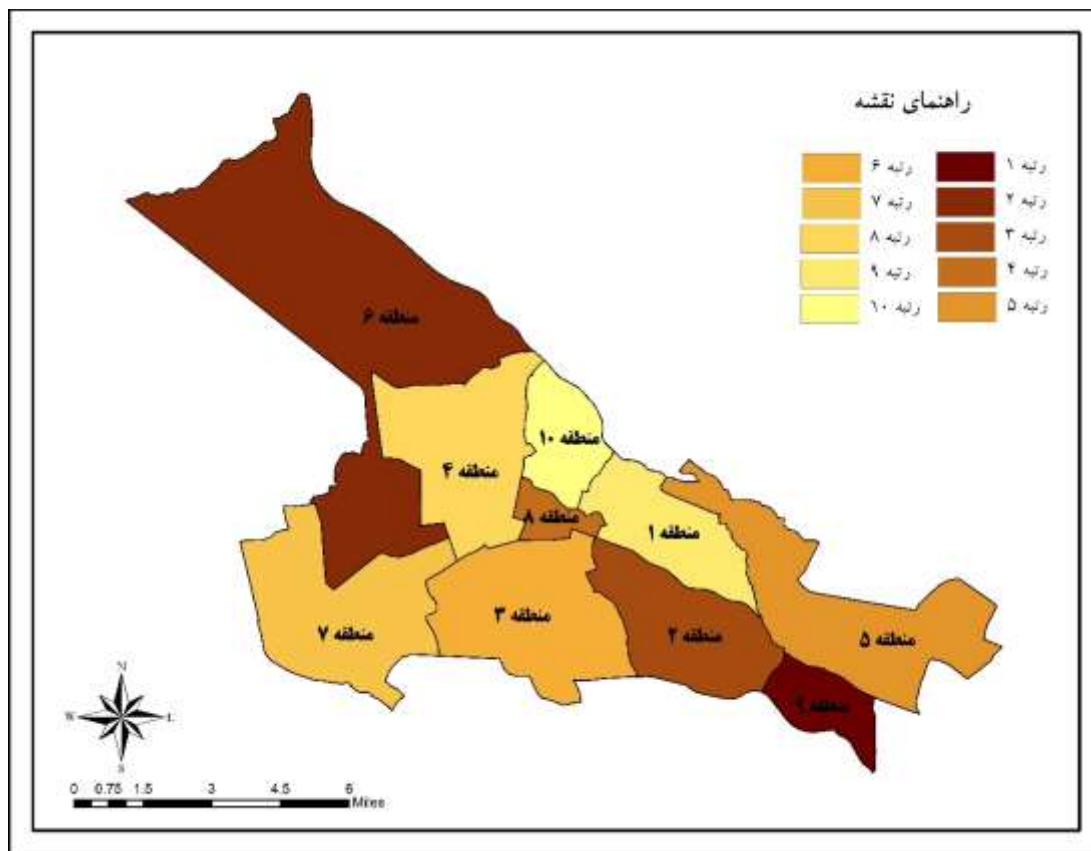 راهنمای نقشه
رتبه ۱
رتبه ۲
رتبه ۳
رتبه ۴
رتبه ۵
رتبه ۶
رتبه ۷
رتبه ۸
رتبه ۹
رتبه ۱۰
منطقه ۶
منطقه ۱۰
منطقه ۴
منطقه ۸
منطقه ۱
منطقه ۳
منطقه ۲
منطقه ۷
منطقه ۵
منطقه ۹
N
W E
S
0 0.75 1.5 3 4.5 6
Miles